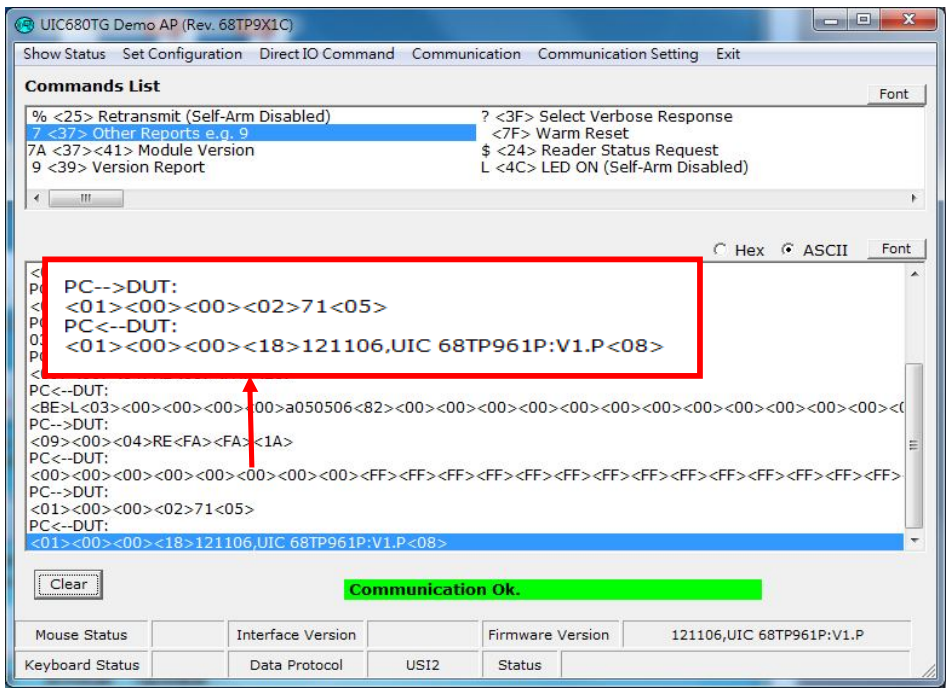 UIC680TG Demo AP (Rev. 68TP9X1C)
Show Status Set Configuration Direct IO Command Communication Communication Setting Exit
Commands List
Font
% <25> Retransmit (Self-Arm Disabled) ? <3F> Select Verbose Response
7 <37> Other Reports e.g. 9 <7F> Warm Reset
7A <37><41> Module Version $ <24> Reader Status Request
9 <39> Version Report L <4C> LED ON (Self-Arm Disabled)
Hex ASCII Font
PC-->DUT:
<01><00><00><02>71<05>
PC<--DUT:
<01><00><00><18>121106,UIC 68TP961P:V1.P<08>
PC<--DUT:
<BE>L<03><00><00><00><00>a050506<82><00><00><00><00><00><00><00><00><00><00><00><0
PC-->DUT:
<09><00><04>RE<FA><FA><1A>
PC<--DUT:
<00><00><00><00><00><00><00><00><FF><FF><FF><FF><FF><FF><FF><FF><FF><FF><FF>
PC-->DUT:
<01><00><00><02>71<05>
PC<--DUT:
<01><00><00><18>121106,UIC 68TP961P:V1.P<08>
Clear
Communication Ok.
Mouse Status Interface Version Firmware Version 121106,UIC 68TP961P:V1.P
Keyboard Status Data Protocol USI2 Status